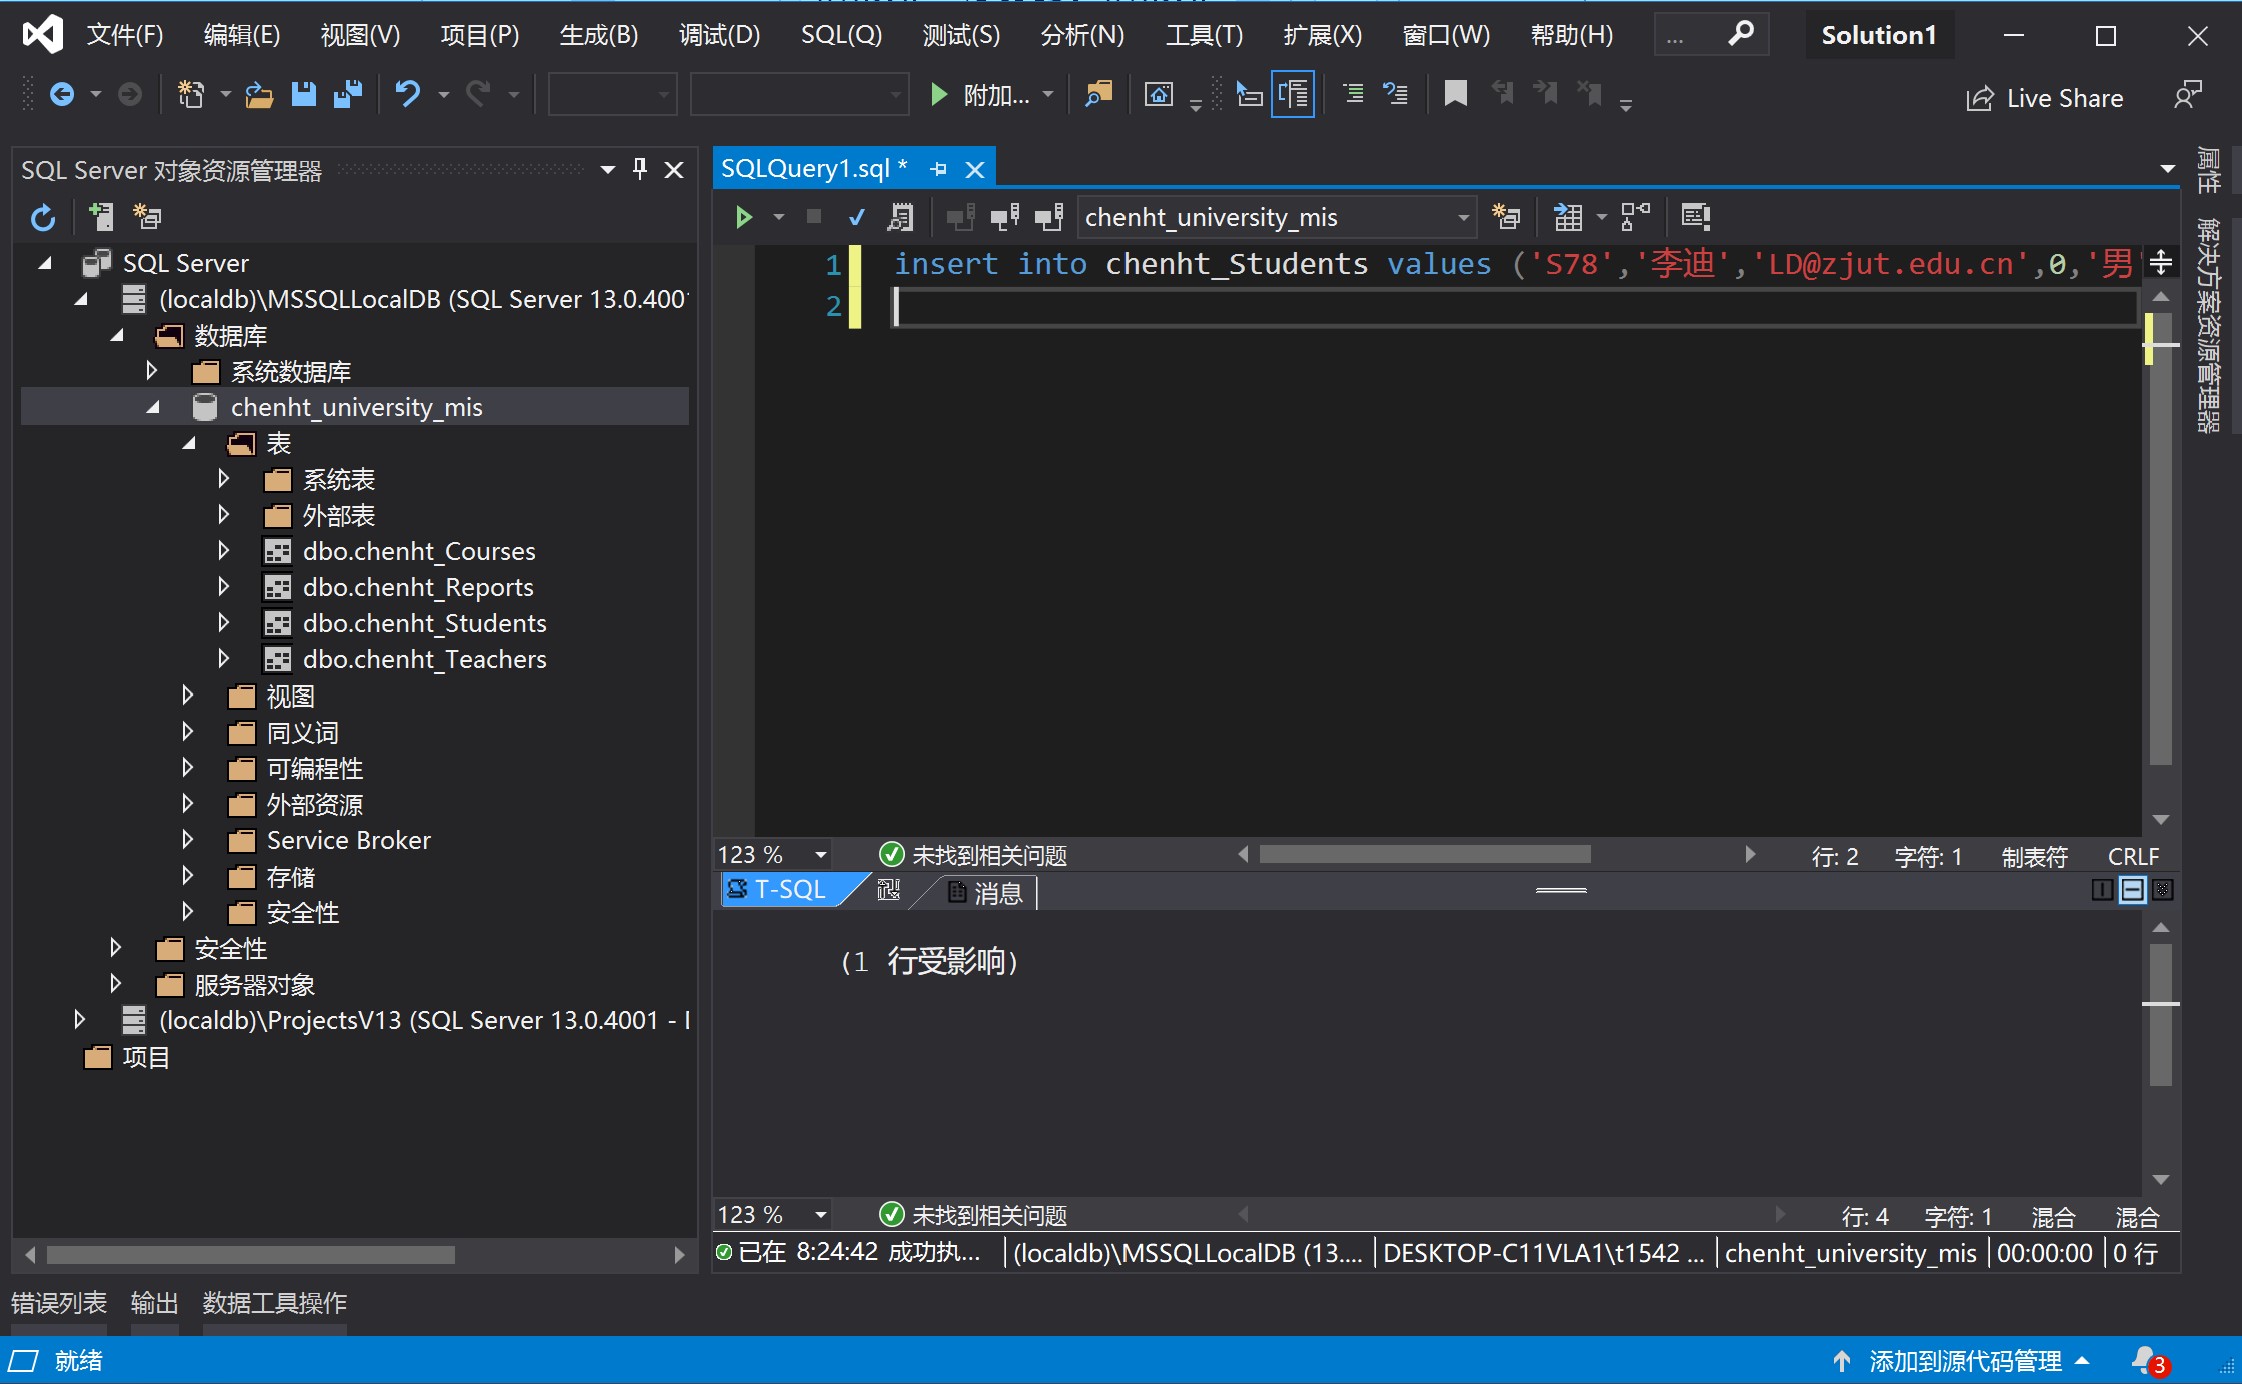 文件(F) 编辑(E) 视图(V) 项目(P) 生成(B) 调试(D) SQL(Q) 测试(S) 分析(N) 工具(T) 扩展(X) 窗口(W) 帮助(H) ... Solution1
附加... Live Share
SQL Server 对象资源管理器
SQL Server
(localdb)\MSSQLLocalDB (SQL Server 13.0.400
数据库
系统数据库
chenht_university_mis
表
系统表
外部表
dbo.chenht_Courses
dbo.chenht_Reports
dbo.chenht_Students
dbo.chenht_Teachers
视图
同义词
可编程性
外部资源
Service Broker
存储
安全性
安全性
服务器对象
(localdb)\ProjectsV13 (SQL Server 13.0.4001 -
项目
SQLQuery1.sql *
chenht_university_mis
1 insert into chenht_Students values ('S78','李迪','LD@zjut.edu.cn',0,'男'
2
123 % 未找到相关问题 行: 2 字符: 1 制表符 CRLF
T-SQL 消息
(1 行受影响)
123 % 未找到相关问题 行: 4 字符: 1 混合 混合
已在 8:24:42 成功执... (localdb)\MSSQLLocalDB (13.... DESKTOP-C11VLA1\t1542 ... chenht_university_mis 00:00:00 0 行
属性
解决方案资源管理器
错误列表 输出 数据工具操作
就绪 添加到源代码管理 3